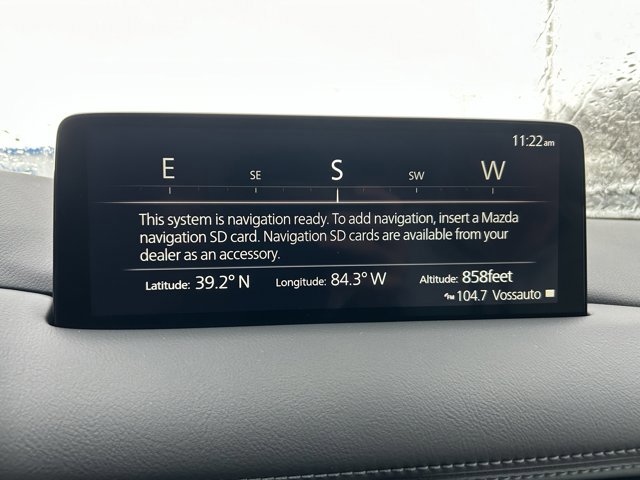 11:22am
E SE S SW W
This system is navigation ready. To add navigation, insert a Mazda
navigation SD card. Navigation SD cards are available from your
dealer as an accessory.
Latitude: 39.2° N Longitude: 84.3° W Altitude: 858feet
FM 104.7 Vossauto